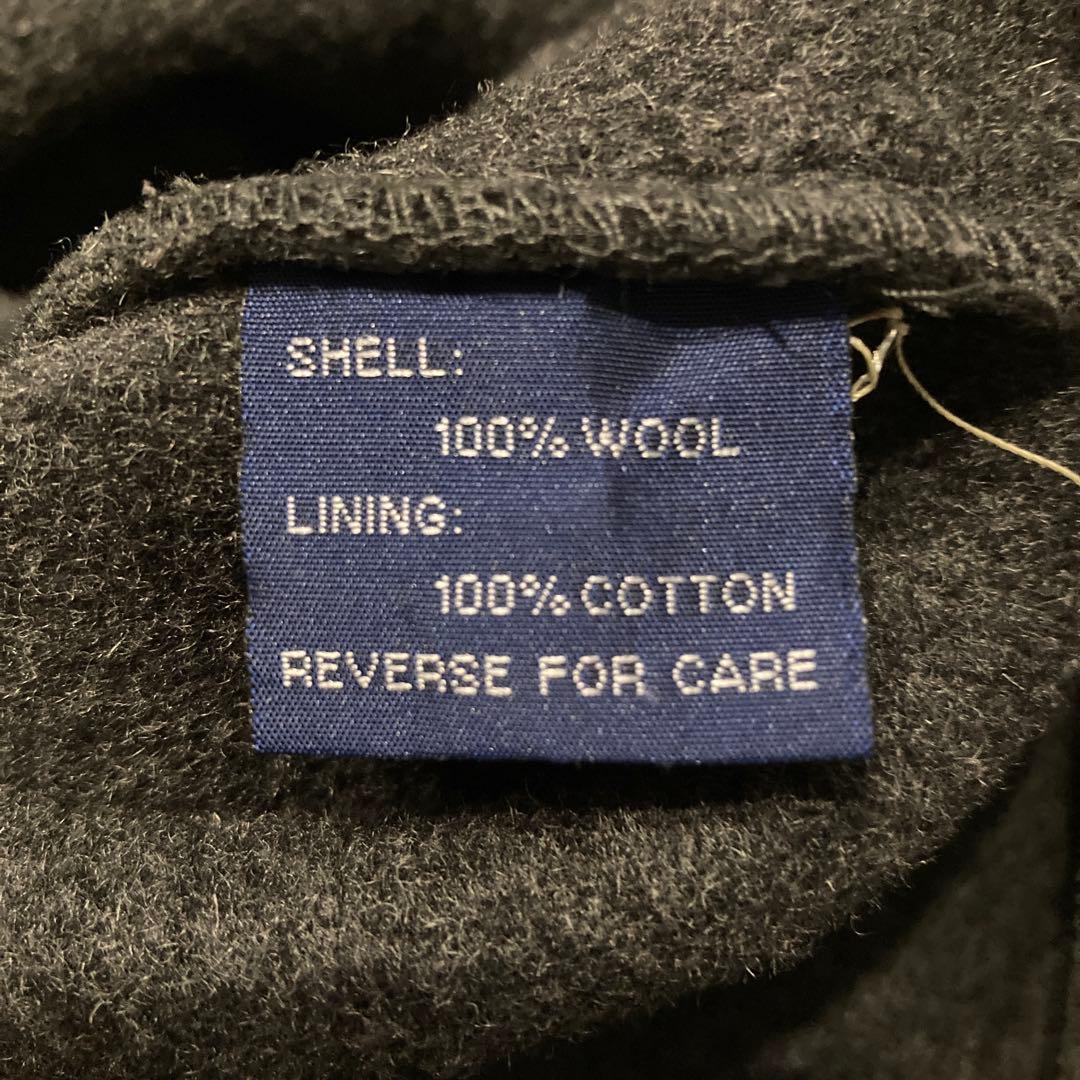 SHELL:
100% WOOL
LINING:
100% COTTON
REVERSE FOR CARE